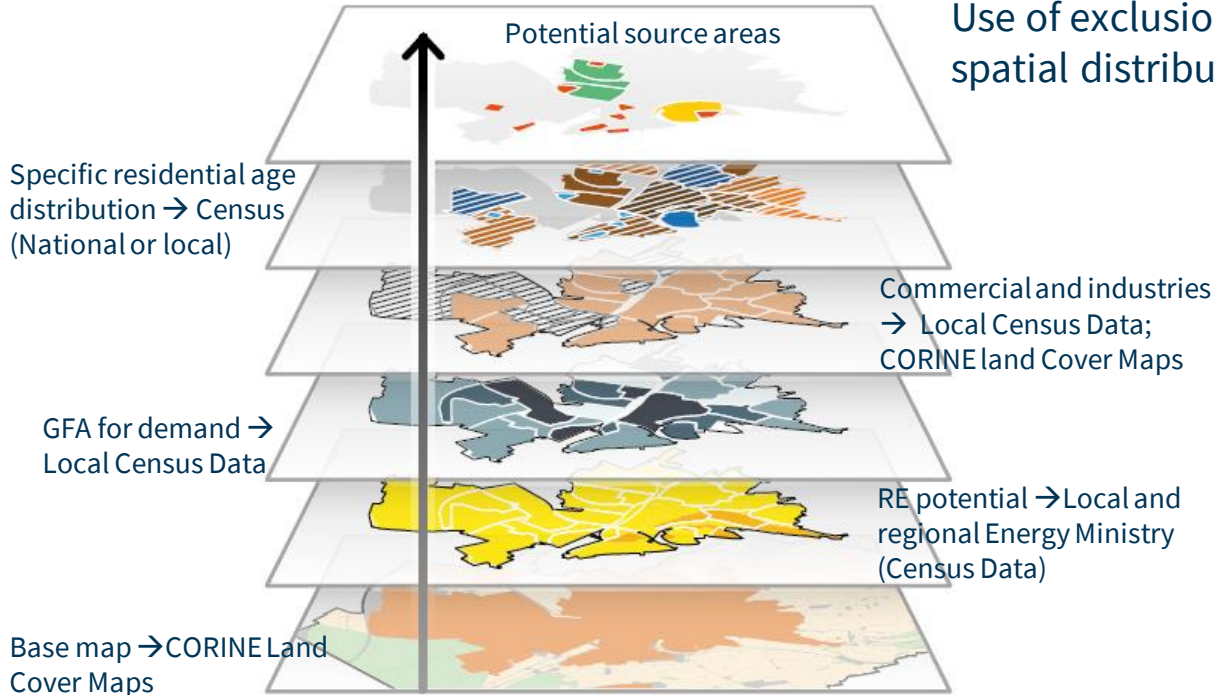 Use of exclusio
spatial distribu
Potential source areas
Specific residential age
distribution → Census
(National or local)
Commercial and industries
→ Local Census Data;
CORINE land Cover Maps
GFA for demand →
Local Census Data
RE potential → Local and
regional Energy Ministry
(Census Data)
Base map → CORINE Land
Cover Maps